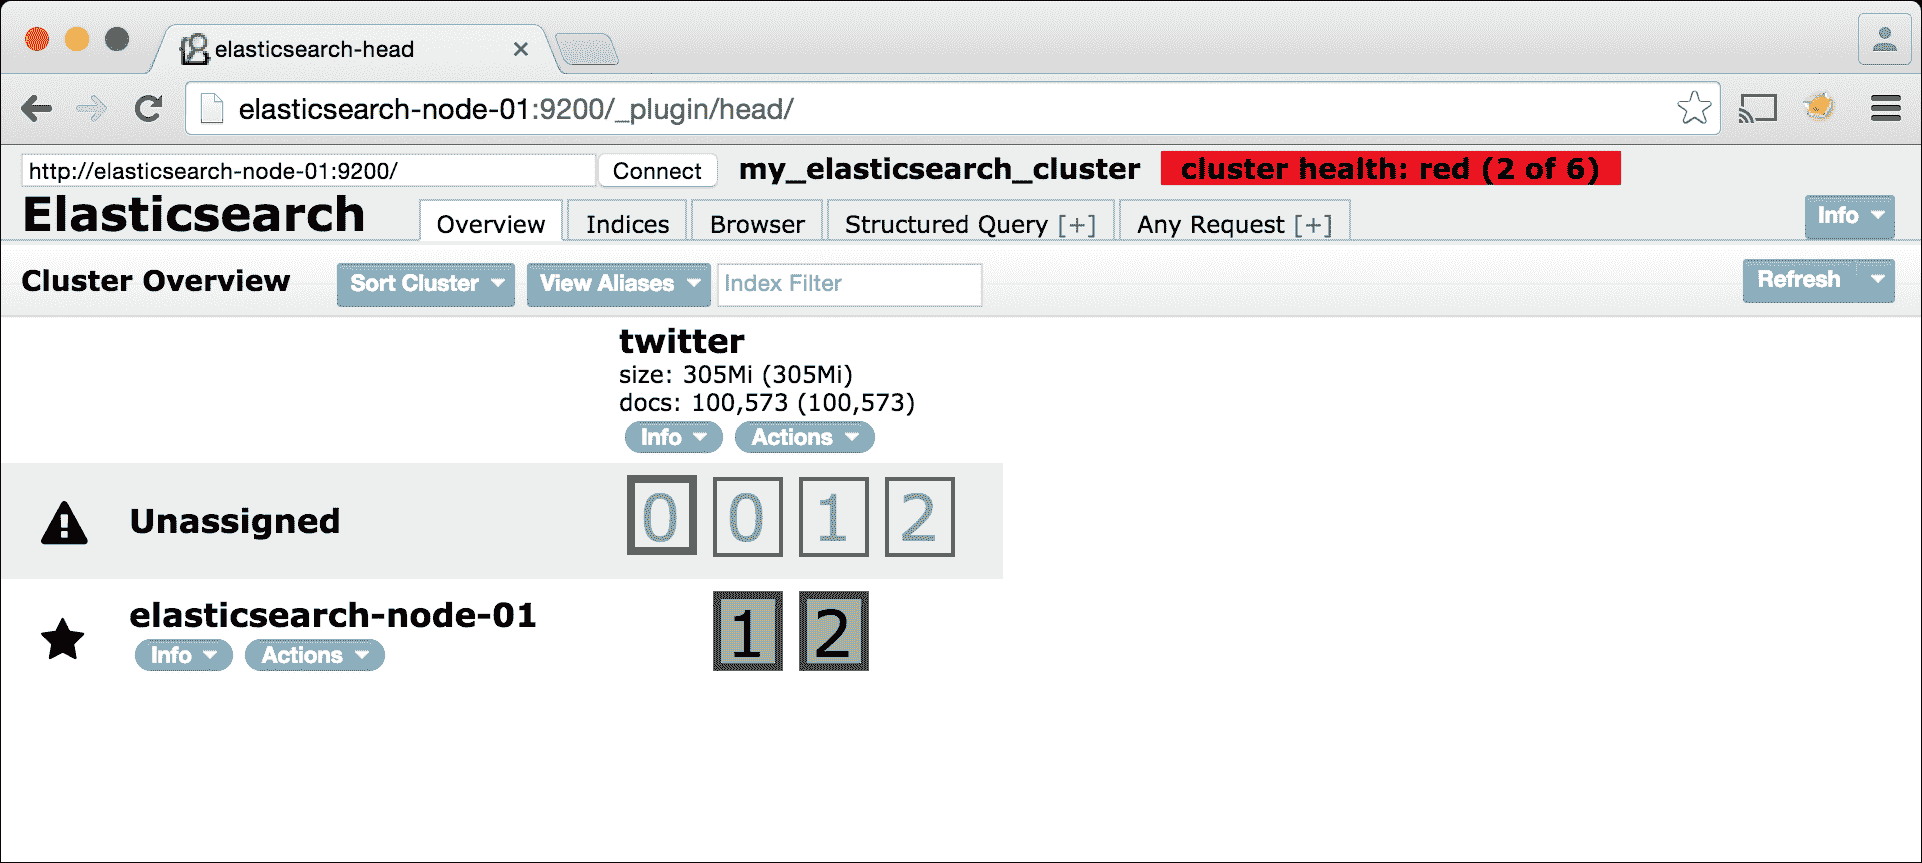 elasticsearch-head
elasticsearch-node-01:9200/_plugin/head/
http://elasticsearch-node-01:9200/ Connect my_elasticsearch_cluster cluster health: red (2 of 6)
Elasticsearch Overview Indices Browser Structured Query [+] Any Request [+] Info
Cluster Overview Sort Cluster View Aliases Index Filter Refresh
twitter
size: 305Mi (305Mi)
docs: 100,573 (100,573)
Info Actions
Unassigned 0 0 1 2
elasticsearch-node-01 1 2
Info Actions